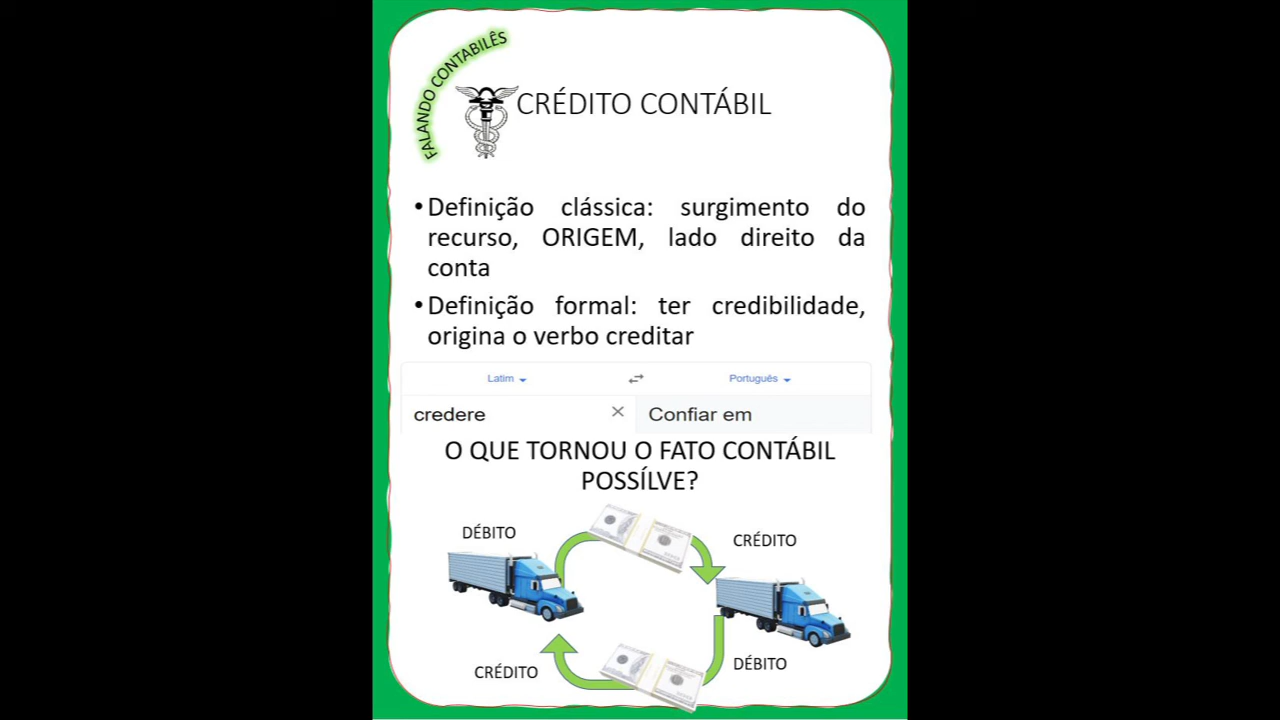 FALANDO CONTABILÊS
CRÉDITO CONTÁBIL
•Definição clássica: surgimento do
recurso, ORIGEM, lado direito da
conta
•Definição formal: ter credibilidade,
origina o verbo creditar
Latim
Português
credere
Confiar em
O QUE TORNOU O FATO CONTÁBIL
POSSÍLVE?
DÉBITO
CRÉDITO
CRÉDITO
DÉBITO